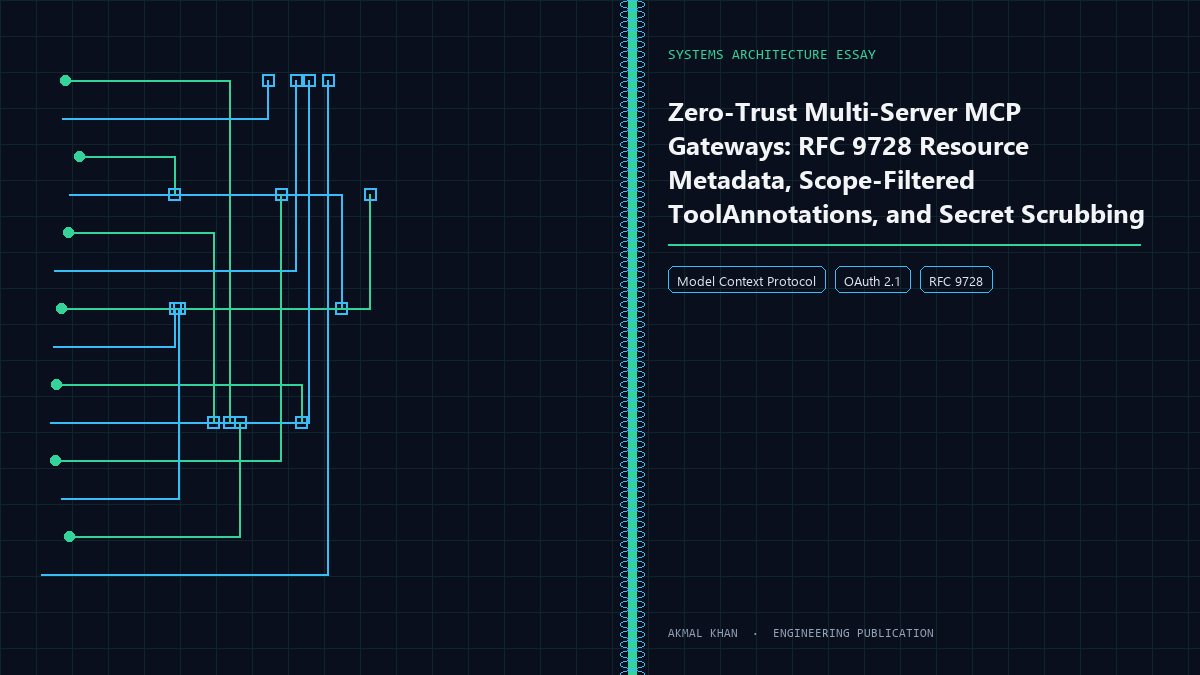 SYSTEMS ARCHITECTURE ESSAY
Zero-Trust Multi-Server MCP
Gateways: RFC 9728 Resource
Metadata, Scope-Filtered
ToolAnnotations, and Secret Scrubbing
Model Context Protocol
OAuth 2.1
RFC 9728
AKMAL KHAN · ENGINEERING PUBLICATION